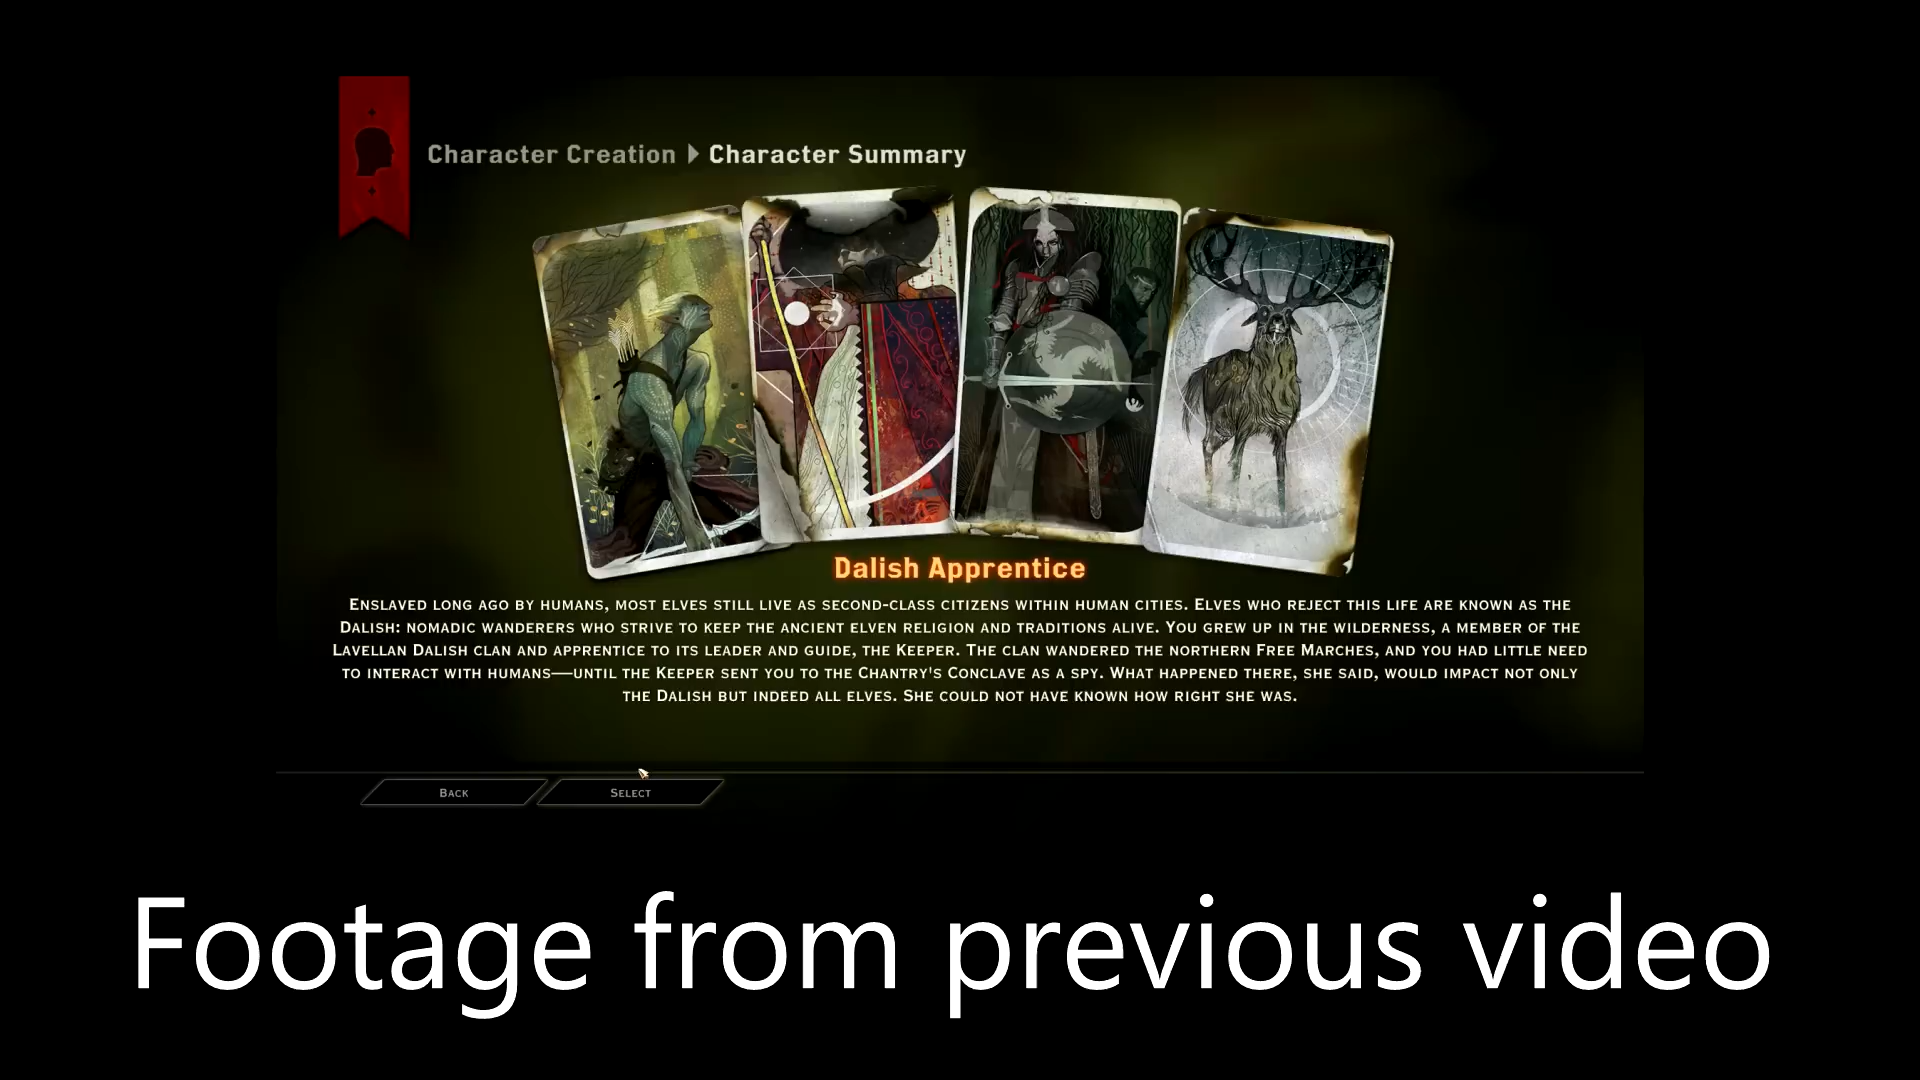 Character Creation Character Summary
Dalish Apprentice
Enslaved long ago by humans, most elves still live as second-class citizens within human cities. Elves who reject this life are known as the
Dalish: nomadic wanderers who strive to keep the ancient elven religion and traditions alive. You grew up in the wilderness, a member of the
Lavellan Dalish clan and apprentice to its leader and guide, the Keeper. The clan wandered the northern Free Marches, and you had little need
to interact with humans—until the Keeper sent you to the Chantry's Conclave as a spy. What happened there, she said, would impact not only
the Dalish but indeed all elves. She could not have known how right she was.
Back Select
Footage from previous video